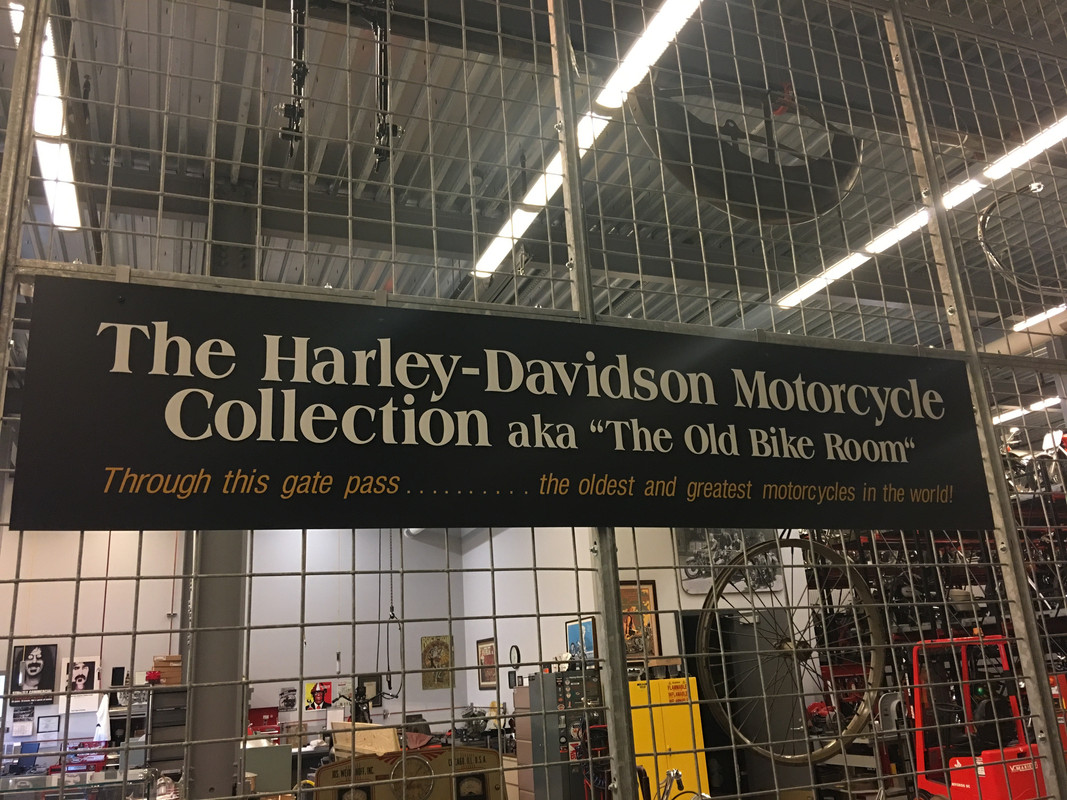 The Harley-Davidson Motorcycle
Collection aka “The Old Bike Room“
Through this gate pass .......... the oldest and greatest motorcycles in the world!
FLAMMABLE